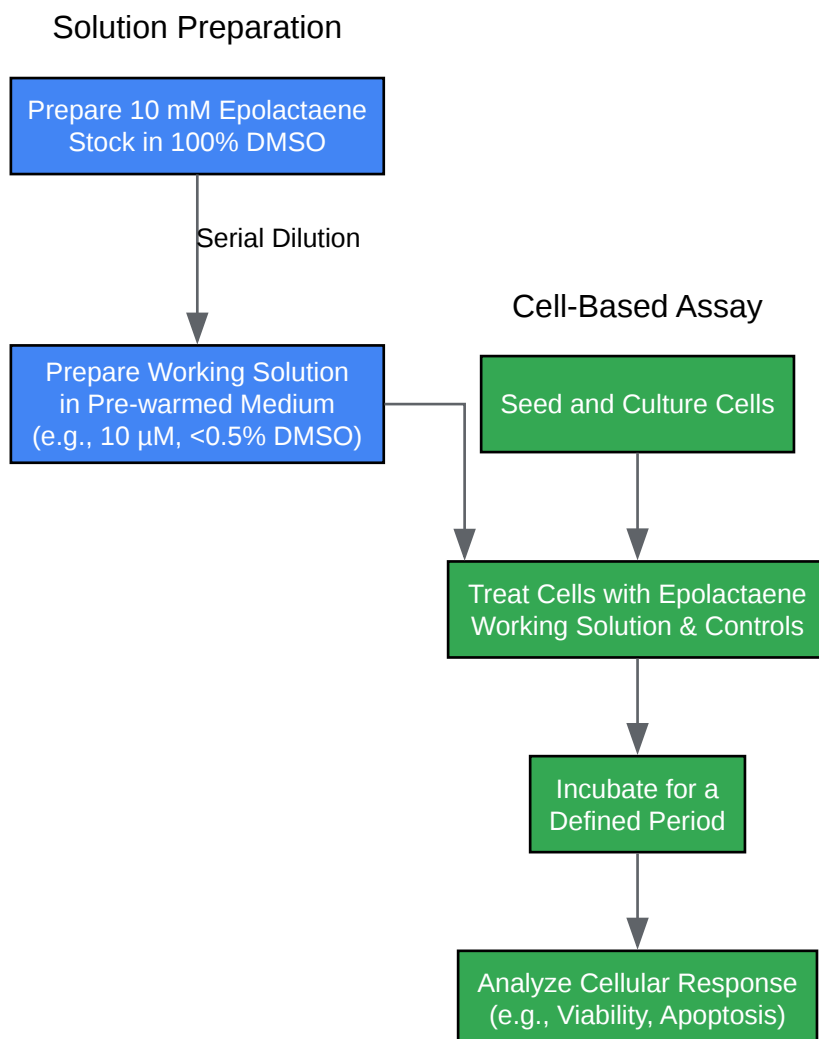 Solution Preparation
Prepare 10 mM Epolactaene
Stock in 100% DMSO
Serial Dilution
Prepare Working Solution
in Pre-warmed Medium
(e.g., 10 µM, <0.5% DMSO)
Cell-Based Assay
Seed and Culture Cells
Treat Cells with Epolactaene
Working Solution & Controls
Incubate for a
Defined Period
Analyze Cellular Response
(e.g., Viability, Apoptosis)